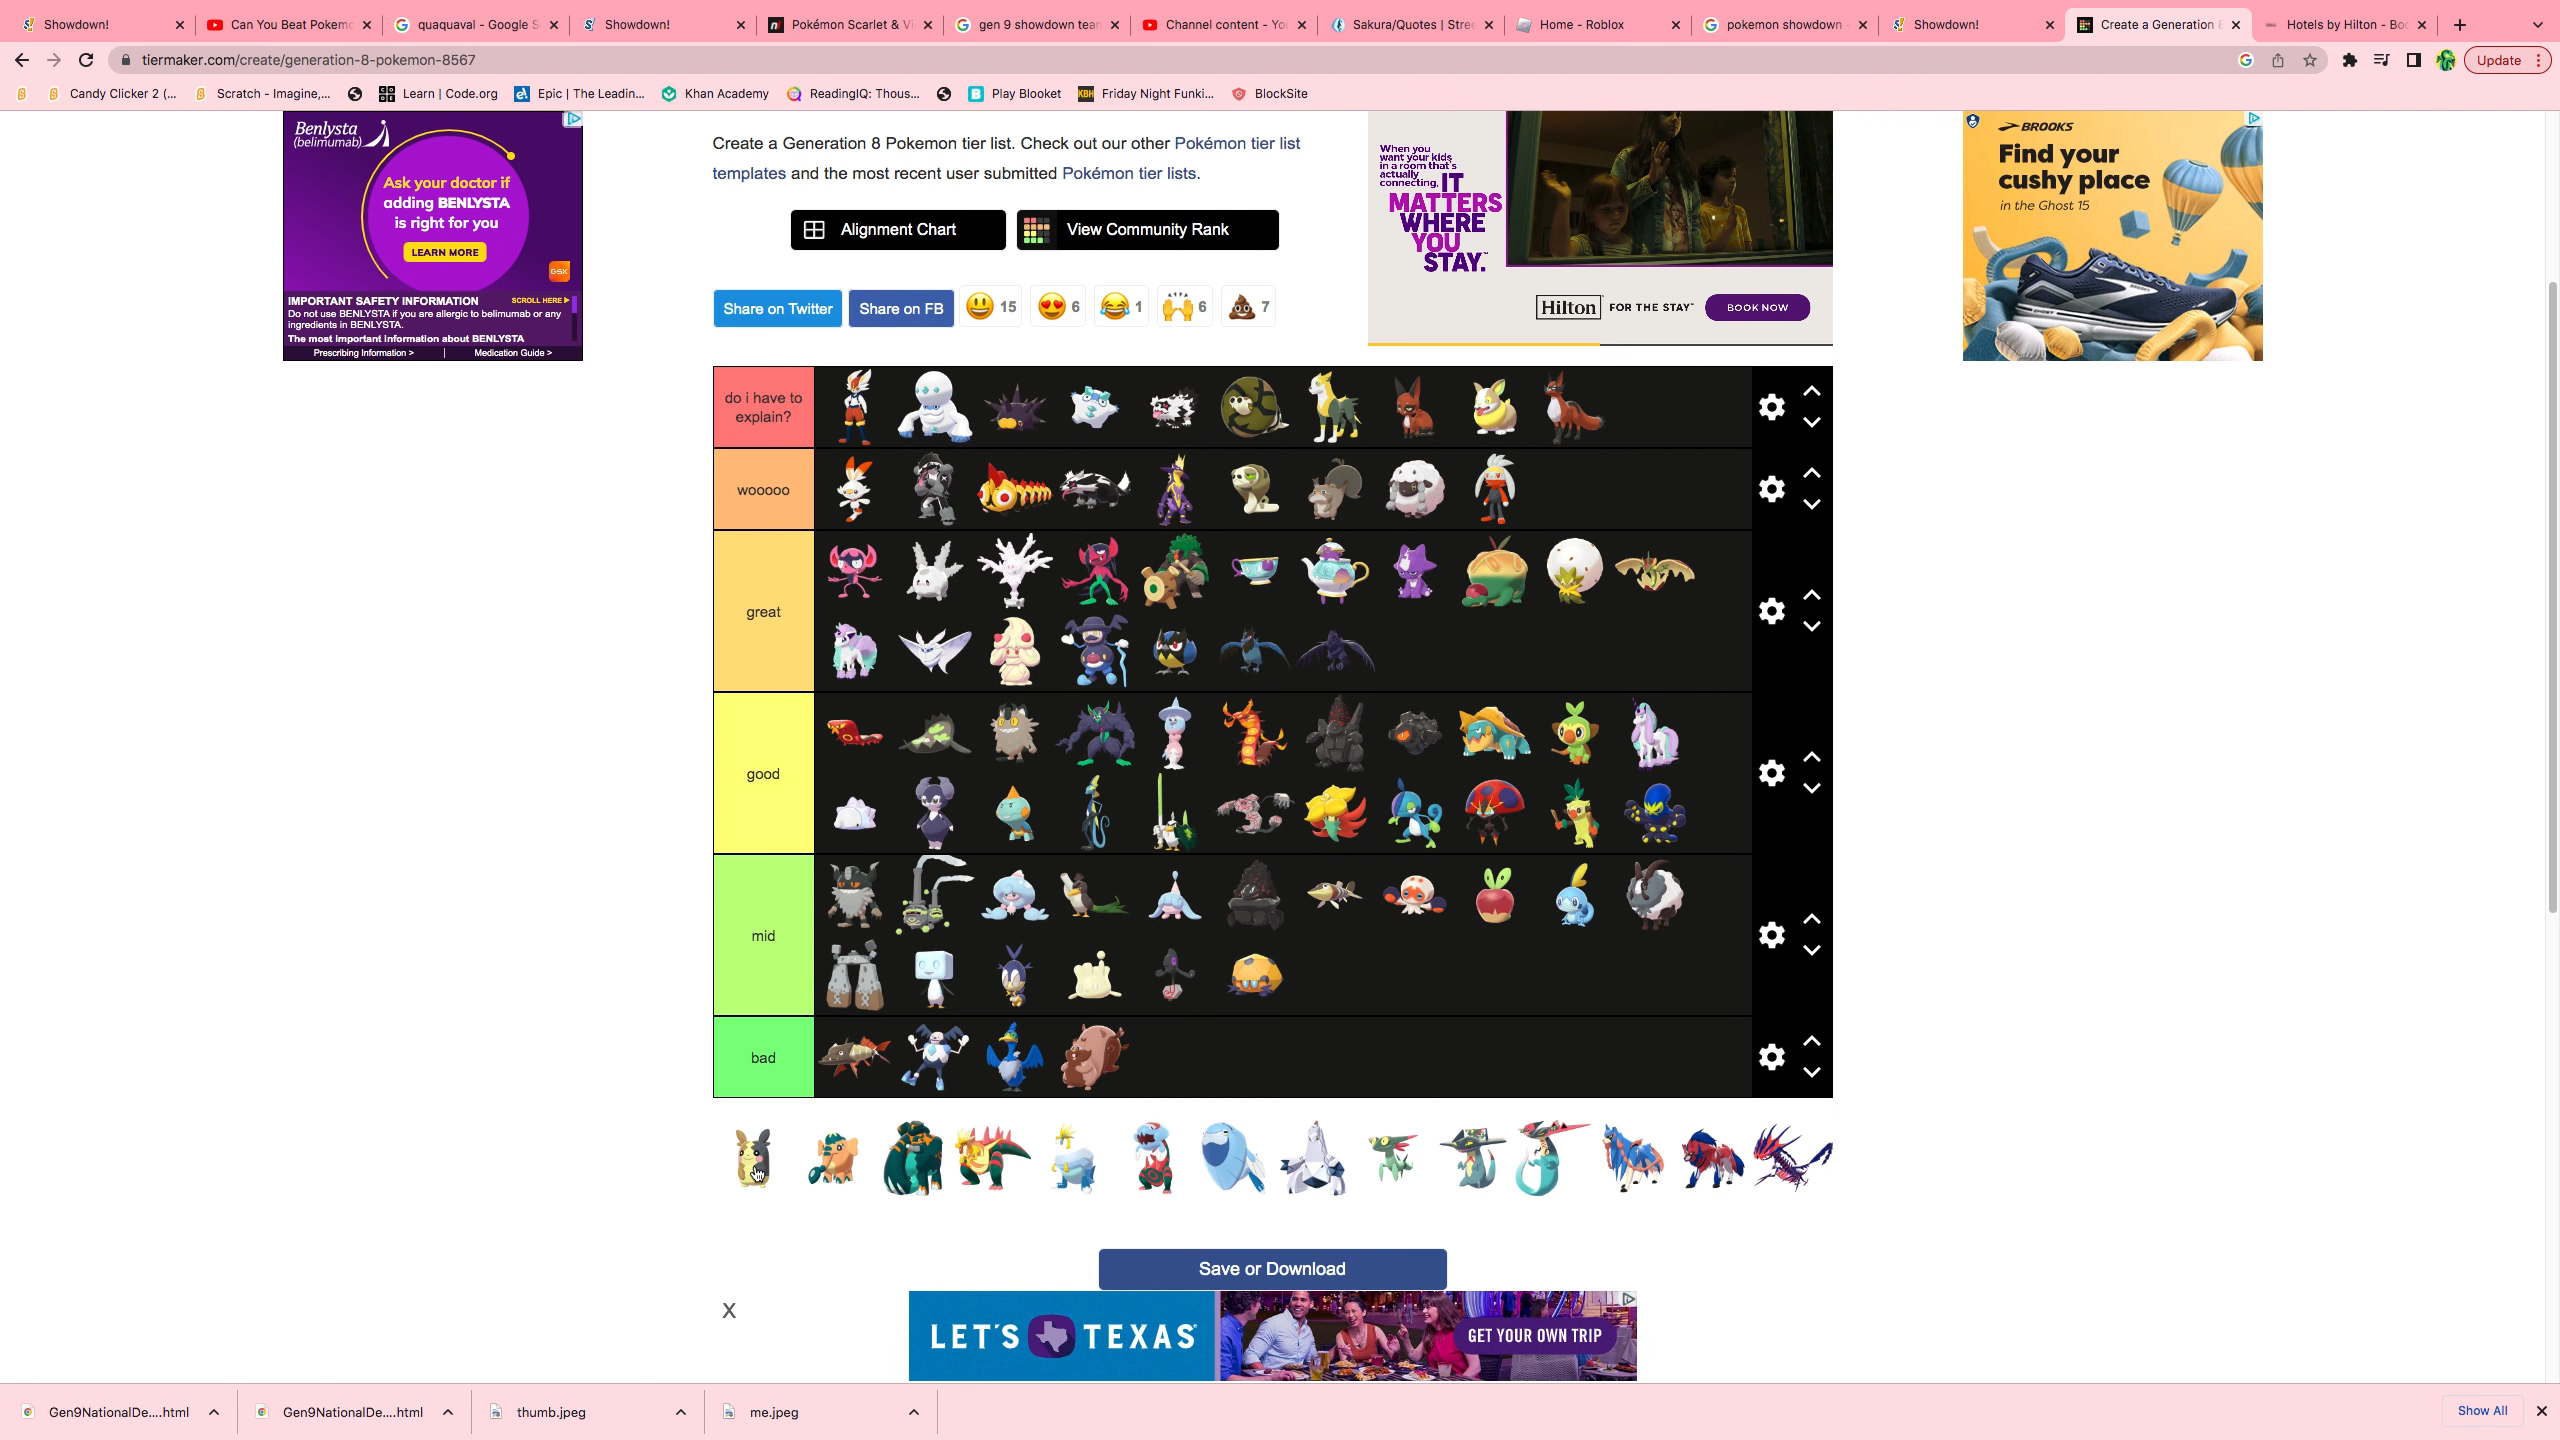 Showdown!
Can You Beat Pokemo
quaquaval - Google S
Showdown!
Pokémon Scarlet & Vi
gen 9 showdown tean
Channel content - You
Sakura/Quotes | Stree
Home - Roblox
pokemon showdown -
Showdown!
Create a Generation 8
Hotels by Hilton - Boo
tiermaker.com/create/generation-8-pokemon-8567
Update
Candy Clicker 2 (...
Scratch - Imagine,...
Learn | Code.org
Epic | The Leadin...
Khan Academy
ReadingIQ: Thous...
Play Blooket
Friday Night Funki...
BlockSite
Benlysta
(belimumab)
Ask your doctor if
adding BENLYSTA
is right for you
LEARN MORE
GSK
IMPORTANT SAFETY INFORMATION
SCROLL HERE
Do not use BENLYSTA if you are allergic to belimumab or any
ingredients in BENLYSTA.
The most important information about BENLYSTA
Prescribing Information >
Medication Guide >
Create a Generation 8 Pokemon tier list. Check out our other Pokémon tier list
templates and the most recent user submitted Pokémon tier lists.
Alignment Chart
View Community Rank
Share on Twitter
Share on FB
15
6
1
6
7
When you
want your kids
in a room that's
actually
connecting, IT
MATTERS
WHERE
YOU
STAY.
Hilton FOR THE STAY
BOOK NOW
BROOKS
Find your
cushy place
in the Ghost 15
do i have to
explain?
wooooo
great
good
mid
bad
Save or Download
X
LET'S TEXAS
GET YOUR OWN TRIP
Gen9NationalDe....html
Gen9NationalDe....html
thumb.jpeg
me.jpeg
Show All